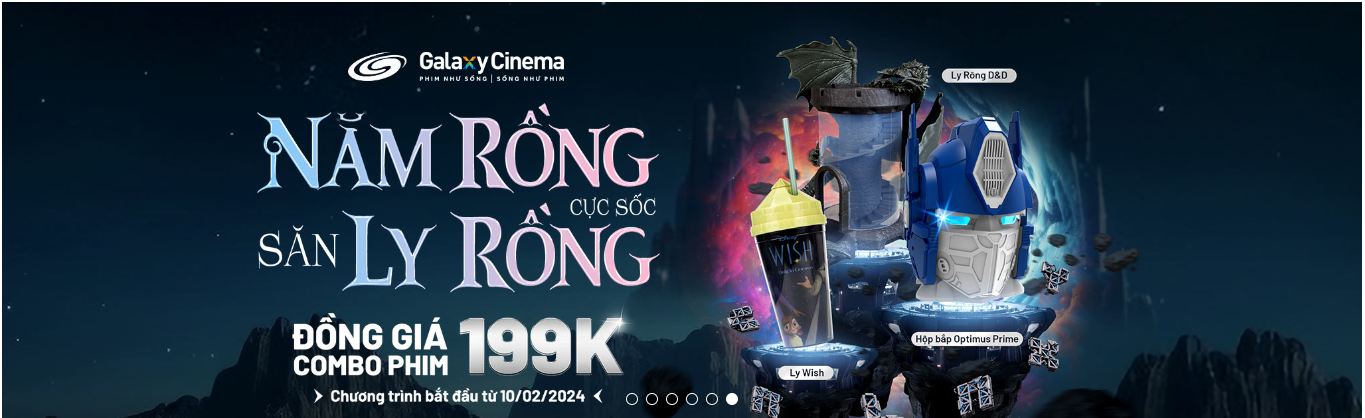 Galaxy Cinema
PHIM NHƯ SỐNG | SỐNG NHƯ PHIM
NĂM RỒNG
CỰC SỐC
SĂN LY RỒNG
ĐỒNG GIÁ
COMBO PHIM
199K
Chương trình bắt đầu từ 10/02/2024
Ly Rồng D&D
Disney
WISH
Hộp bắp Optimus Prime
Ly Wish